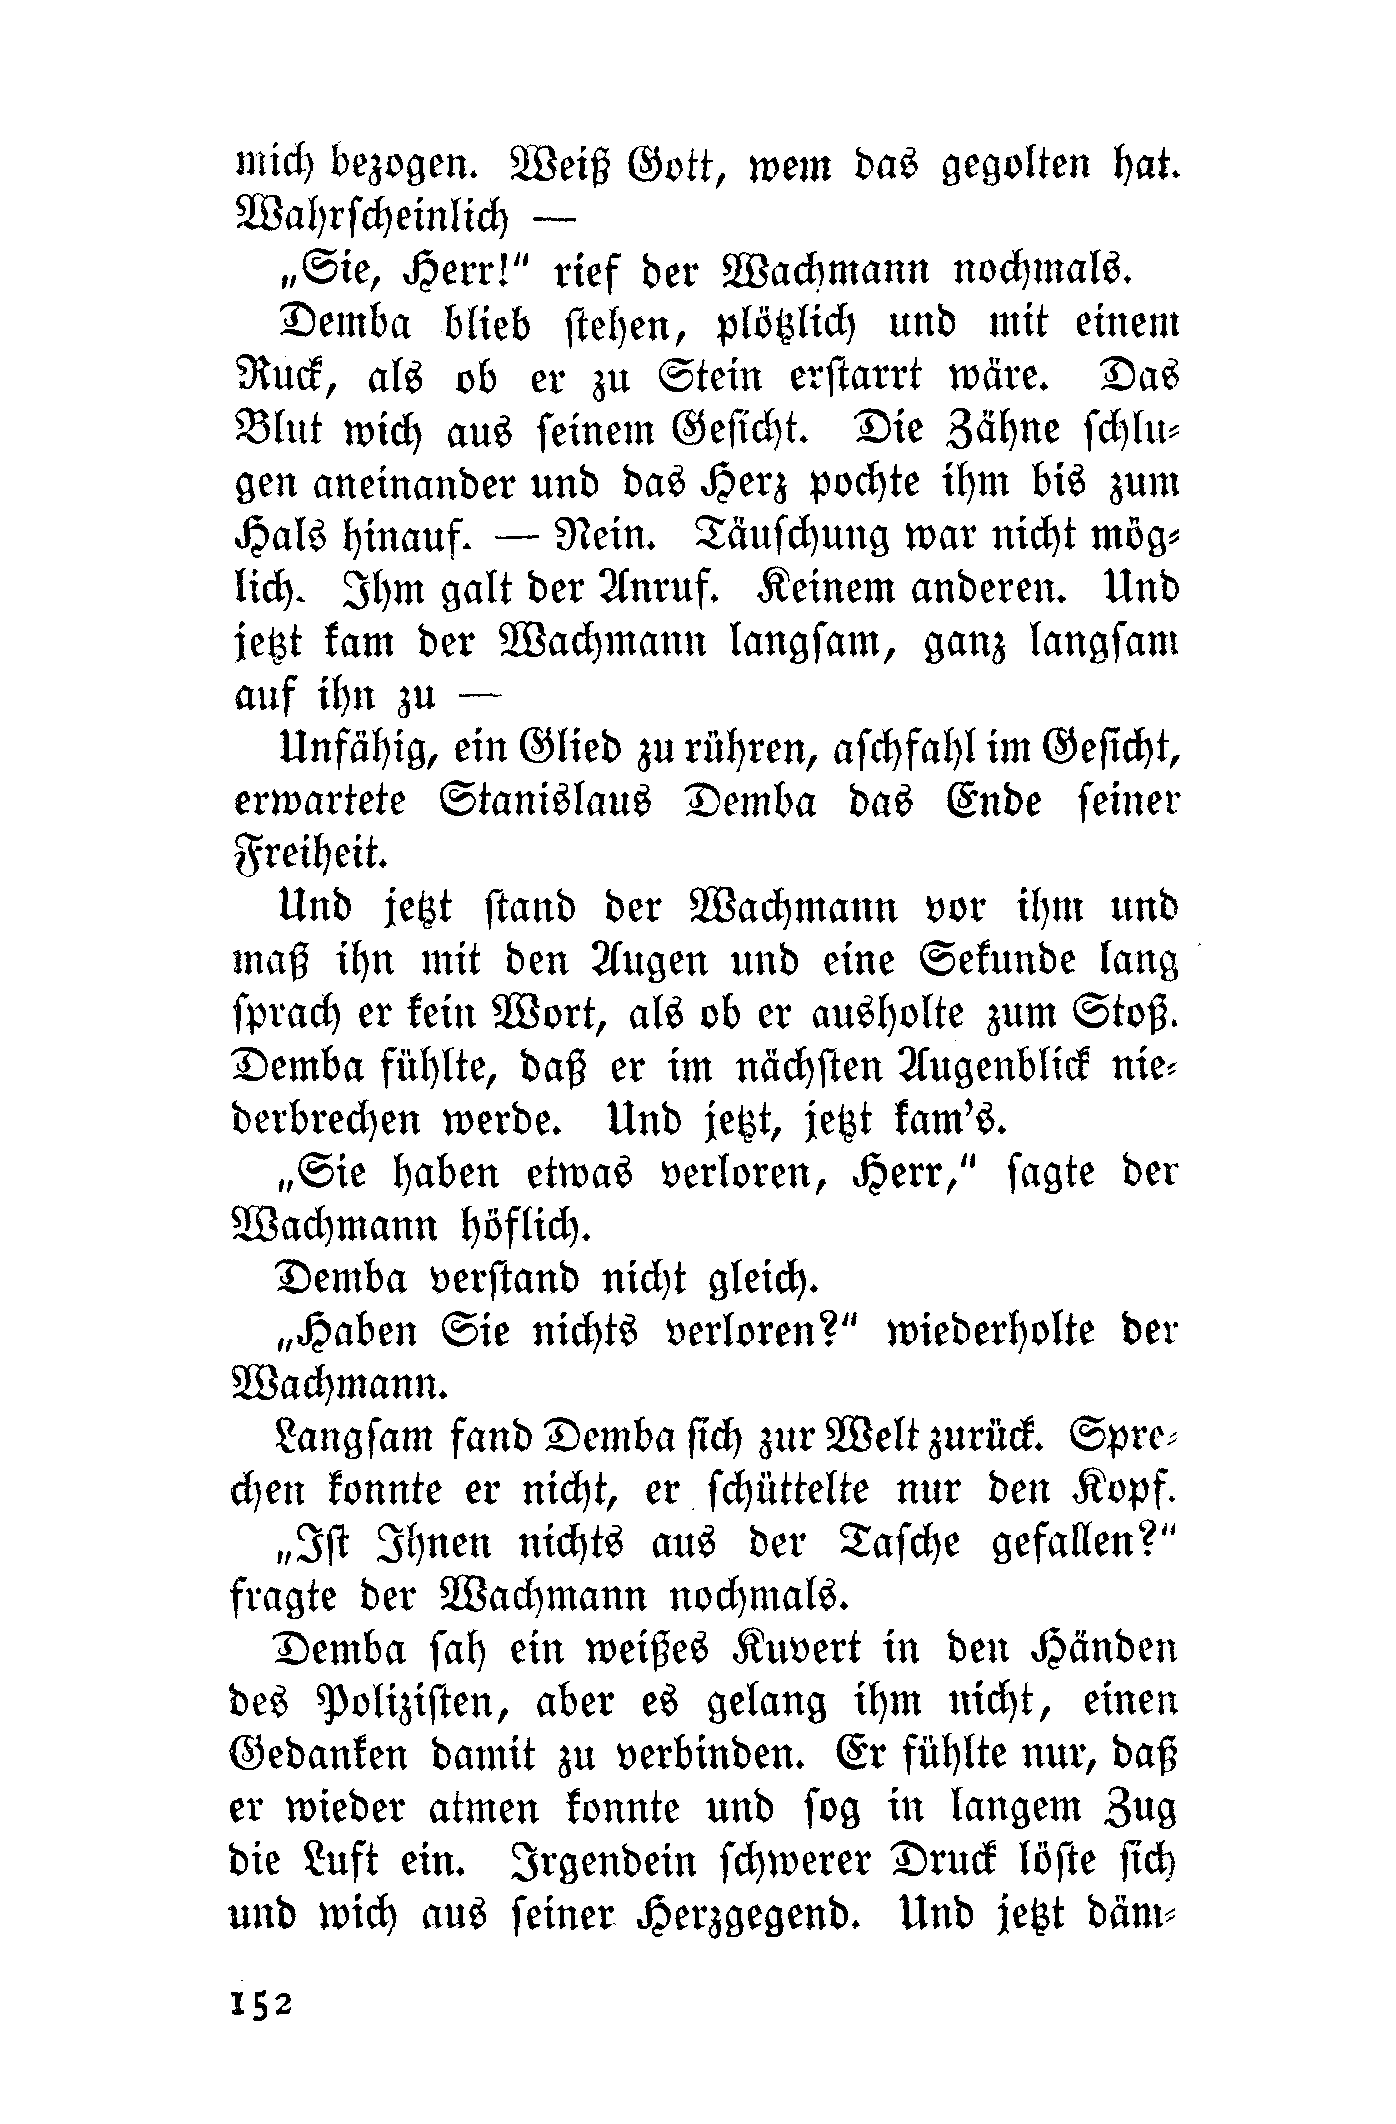 mich bezogen. Weiß Gott, wem das gegolten hat.
Wahrscheinlich —
„Sie, Herr!“ rief der Wachmann nochmals.
Demba blieb stehen, plötzlich und mit einem
Ruck, als ob er zu Stein erstarrt wäre. Das
Blut wich aus seinem Gesicht. Die Zähne schlu-
gen aneinander und das Herz pochte ihm bis zum
Hals hinauf. — Nein. Täuschung war nicht mög-
lich. Ihm galt der Anruf. Keinem anderen. Und
jetzt kam der Wachmann langsam, ganz langsam
auf ihn zu —
Unfähig, ein Glied zu rühren, aschfahl im Gesicht,
erwartete Stanislaus Demba das Ende seiner
Freiheit.
Und jetzt stand der Wachmann vor ihm und
maß ihn mit den Augen und eine Sekunde lang
sprach er kein Wort, als ob er ausholte zum Stoß.
Demba fühlte, daß er im nächsten Augenblick nie-
derbrechen werde. Und jetzt, jetzt kam's.
„Sie haben etwas verloren, Herr,“ sagte der
Wachmann höflich.
Demba verstand nicht gleich.
„Haben Sie nichts verloren?“ wiederholte der
Wachmann.
Langsam fand Demba sich zur Welt zurück. Spre-
chen konnte er nicht, er schüttelte nur den Kopf.
„Ist Ihnen nichts aus der Tasche gefallen?“
fragte der Wachmann nochmals.
Demba sah ein weißes Kuvert in den Händen
des Polizisten, aber es gelang ihm nicht, einen
Gedanken damit zu verbinden. Er fühlte nur, daß
er wieder atmen konnte und sog in langem Zug
die Luft ein. Irgendein schwerer Druck löste sich
und wich aus seiner Herzgegend. Und jetzt däm-
152